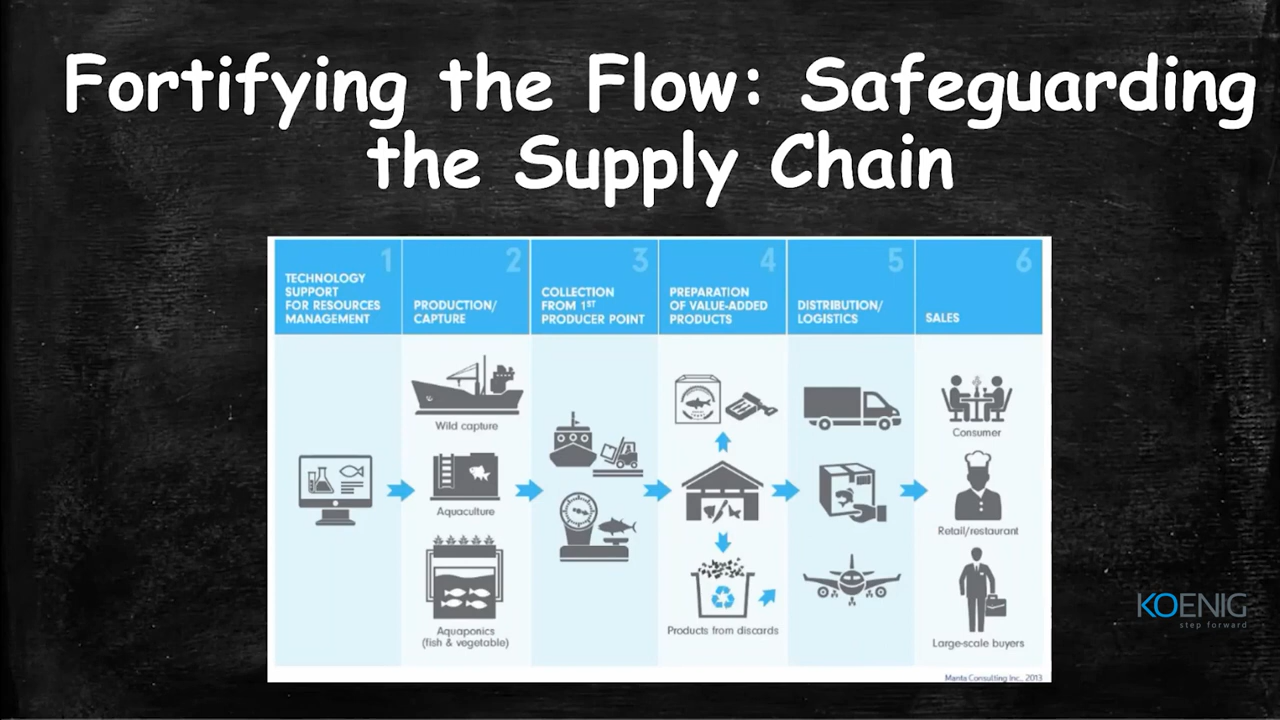 Fortifying the Flow: Safeguarding
the Supply Chain
1
TECHNOLOGY
SUPPORT
FOR RESOURCES
MANAGEMENT
2
PRODUCTION/
CAPTURE
3
COLLECTION
FROM 1ST
PRODUCER POINT
4
PREPARATION
OF VALUE-ADDED
PRODUCTS
5
DISTRIBUTION/
LOGISTICS
6
SALES
Wild capture
Aquaculture
Aquaponics
(fish & vegetable)
Products from discards
Consumer
Retail/restaurant
Large-scale buyers
Manta Consulting Inc., 2013
KOENIG
step forward